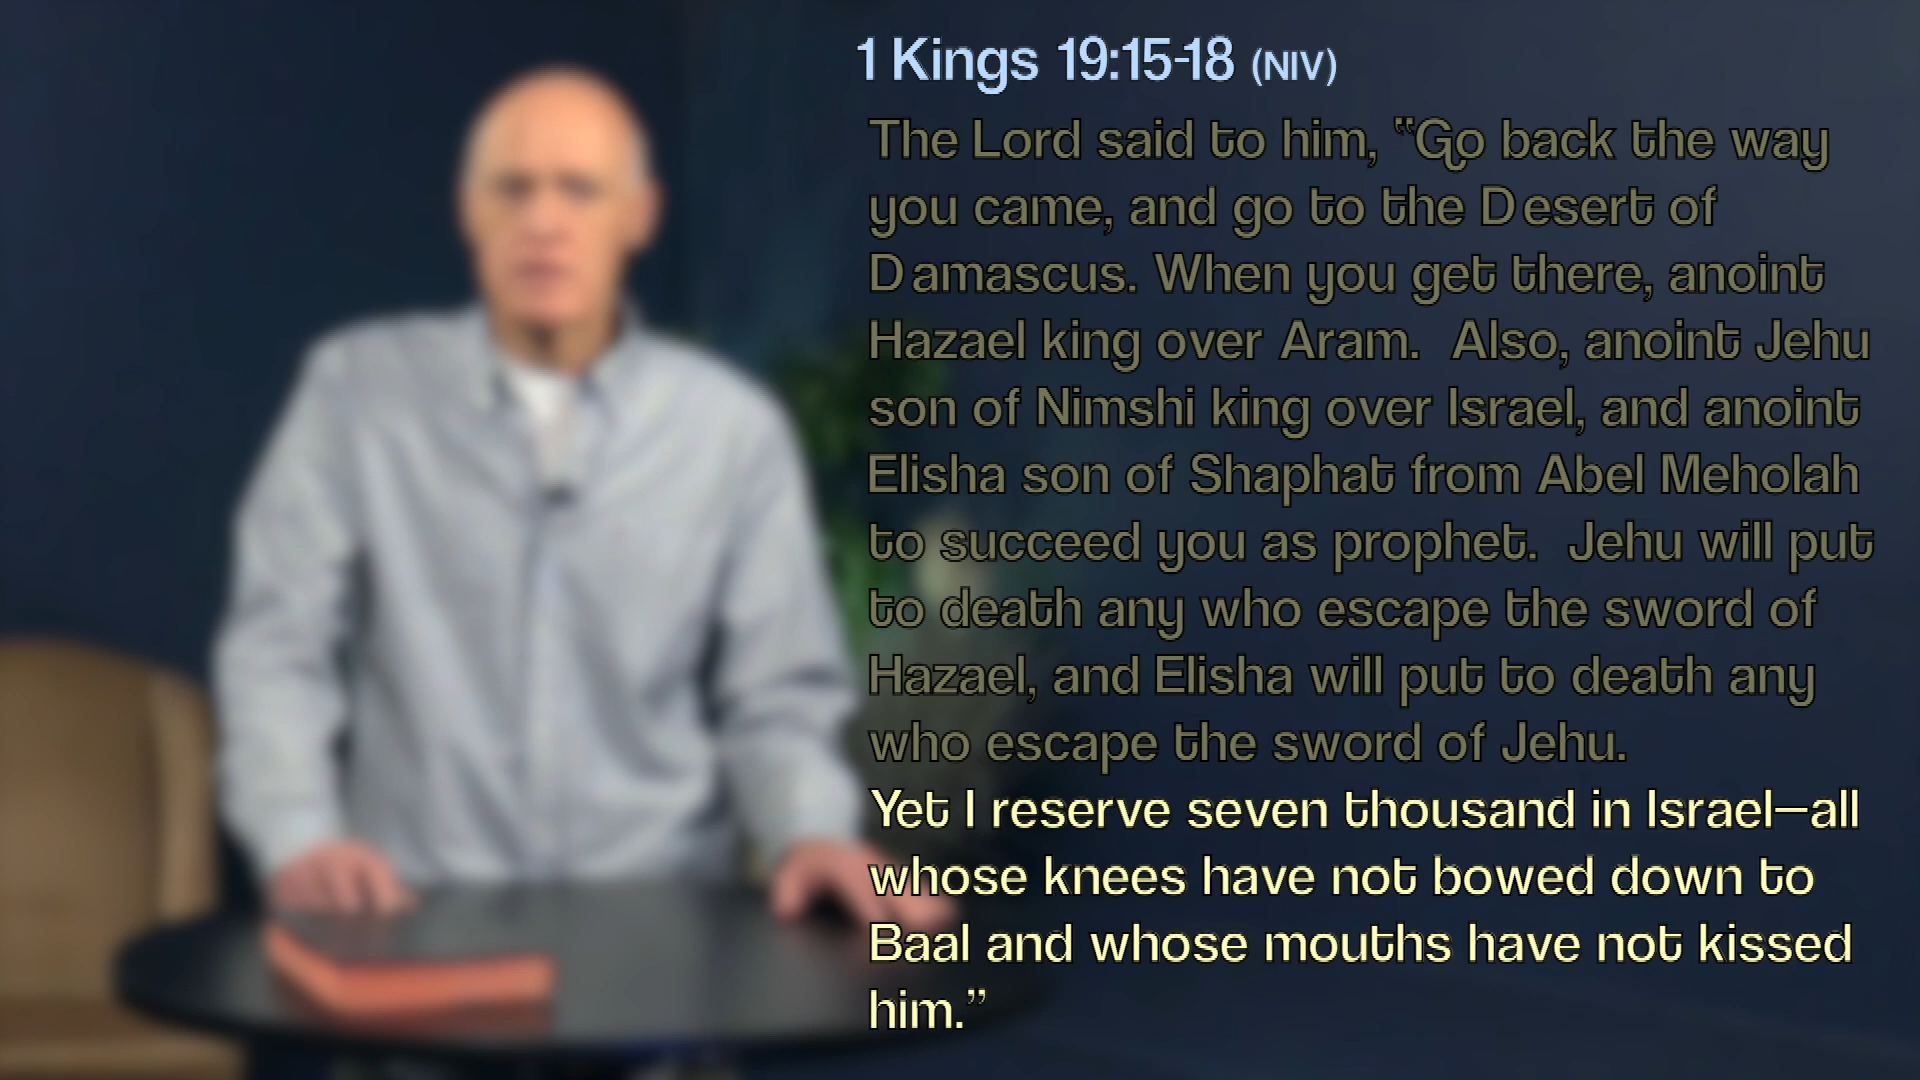 1 Kings 19:15-18 (NIV)
The Lord said to him, "Go back the way
you came, and go to the Desert of
Damascus. When you get there, anoint
Hazael king over Aram.  Also, anoint Jehu
son of Nimshi king over Israel, and anoint
Elisha son of Shaphat from Abel Meholah
to succeed you as prophet.  Jehu will put
to death any who escape the sword of
Hazael, and Elisha will put to death any
who escape the sword of Jehu.
Yet I reserve seven thousand in Israel—all
whose knees have not bowed down to
Baal and whose mouths have not kissed
him.”